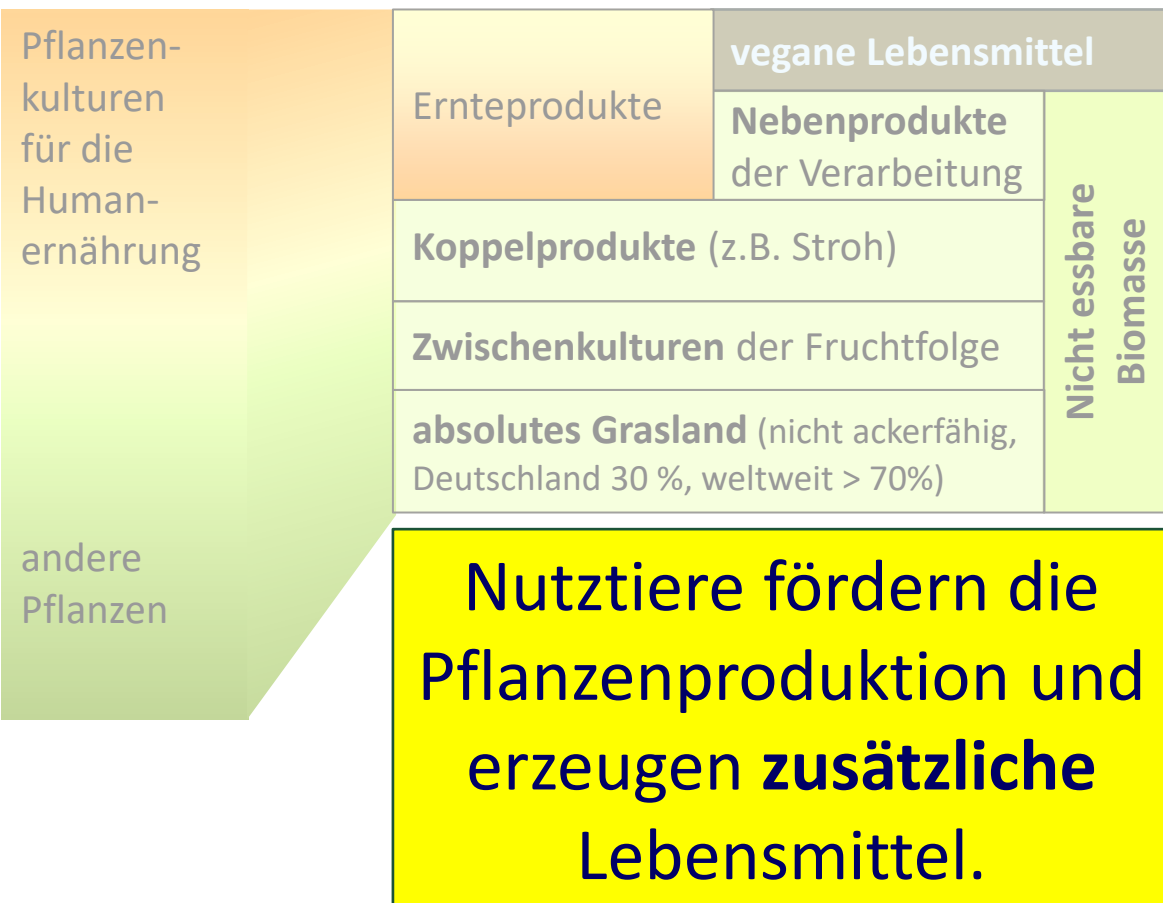 Pflanzen-
kulturen
für die
Human-
ernährung
andere
Pflanzen
Ernteprodukte
vegane Lebensmittel
Nebenprodukte
der Verarbeitung
Koppelprodukte (z.B. Stroh)
Zwischenkulturen der Fruchtfolge
absolutes Grasland (nicht ackerfähig,
Deutschland 30 %, weltweit > 70%)
Nicht essbare
Biomasse
Nutztiere fördern die
Pflanzenproduktion und
erzeugen zusätzliche
Lebensmittel.